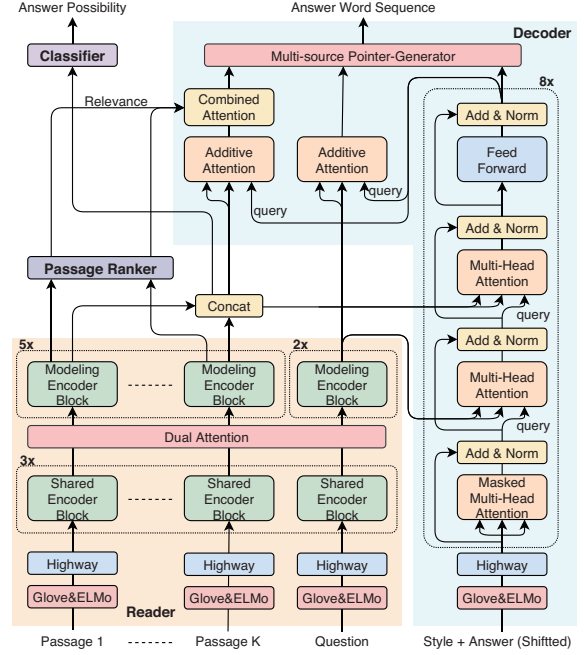 Answer Possibility
Answer Word Sequence
Decoder
Classifier
Multi-source Pointer-Generator
8x
Relevance
Combined
Attention
Add & Norm
Additive
Attention
Additive
Attention
Feed
Forward
query
query
Add & Norm
Passage Ranker
Multi-Head
Attention
Concat
query
5x
2x
Add & Norm
Modeling
Encoder
Block
Modeling
Encoder
Block
Modeling
Encoder
Block
Multi-Head
Attention
query
Dual Attention
Add & Norm
3x
Shared
Encoder
Block
Shared
Encoder
Block
Shared
Encoder
Block
Masked
Multi-Head
Attention
Highway
Highway
Highway
Highway
Glove&ELMo
Glove&ELMo
Glove&ELMo
Glove&ELMo
Reader
Passage 1
Passage K
Question
Style + Answer (Shiftted)